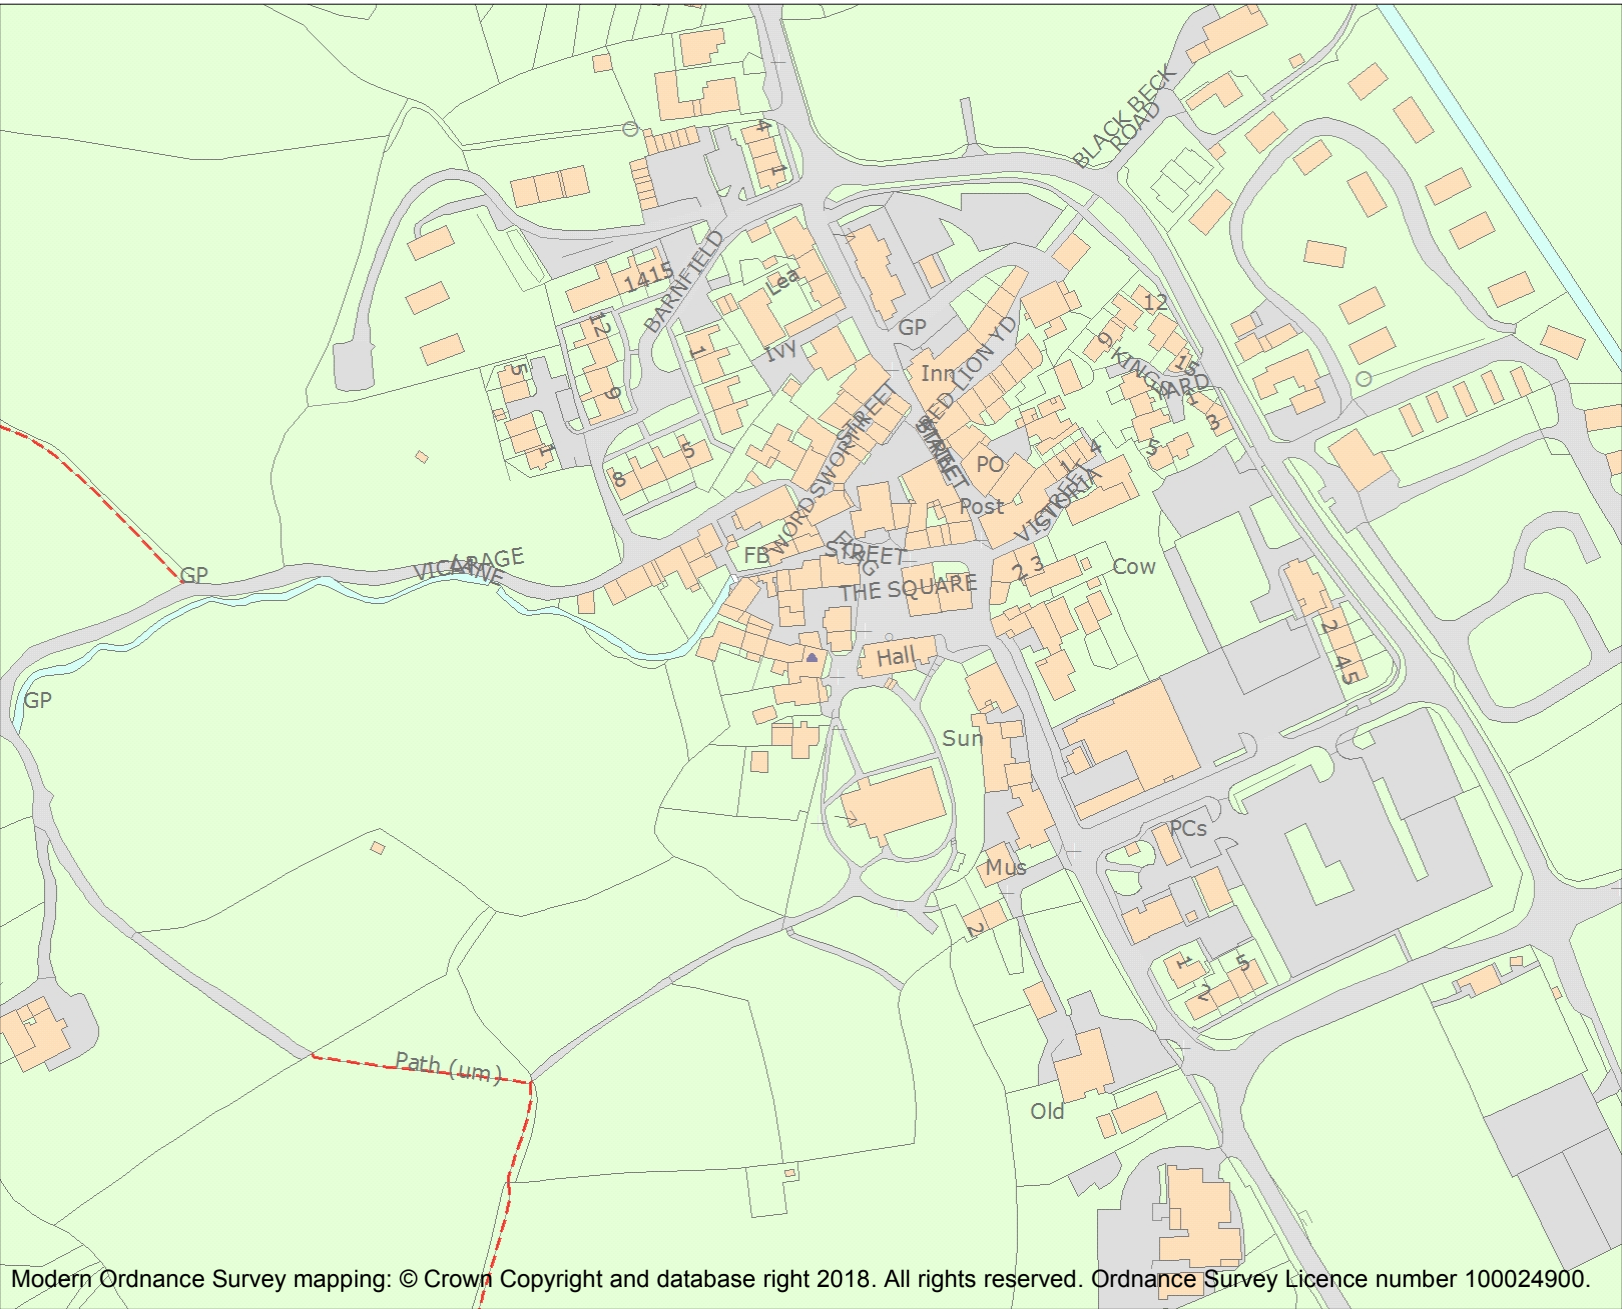 BLACK BECK
ROAD
4
1
BARNFIELD
1415
Lea
12
1
IVY
GP
Inn
RED LION YD
12
9
KING'S
YARD
15
1
3
5
4
5
9
1
5
8
STREET
WORDSWORTH
STREET
PO
Post
1
VICTORIA
STREET
FB
FLAG
STREET
THE SQUARE
2 3
Cow
GP
VICARAGE
LANE
GP
2
4
5
Hall
Sun
PCs
Mus
2
1
2
5
Path (um)
Old
Modern Ordnance Survey mapping: © Crown Copyright and database right 2018. All rights reserved. Ordnance Survey Licence number 100024900.